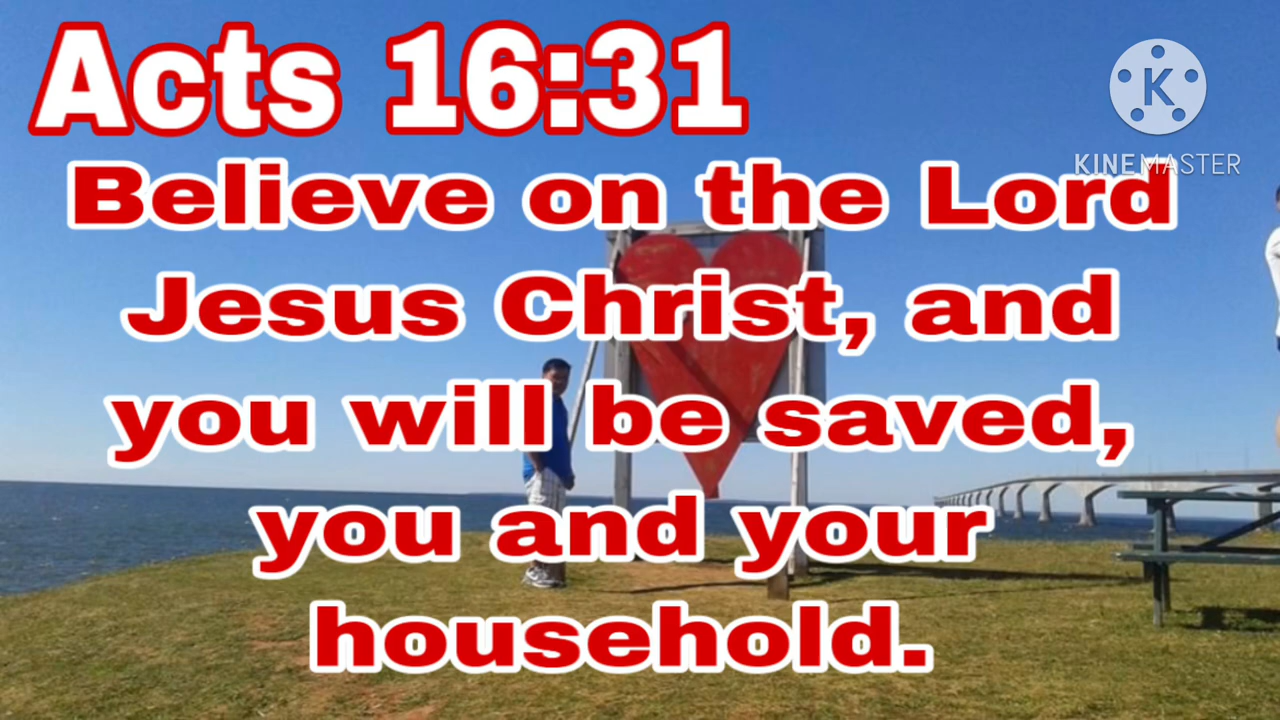 Acts 16:31
K
KINEMASTER
Believe on the Lord
Jesus Christ, and
you will be saved,
you and your
household.